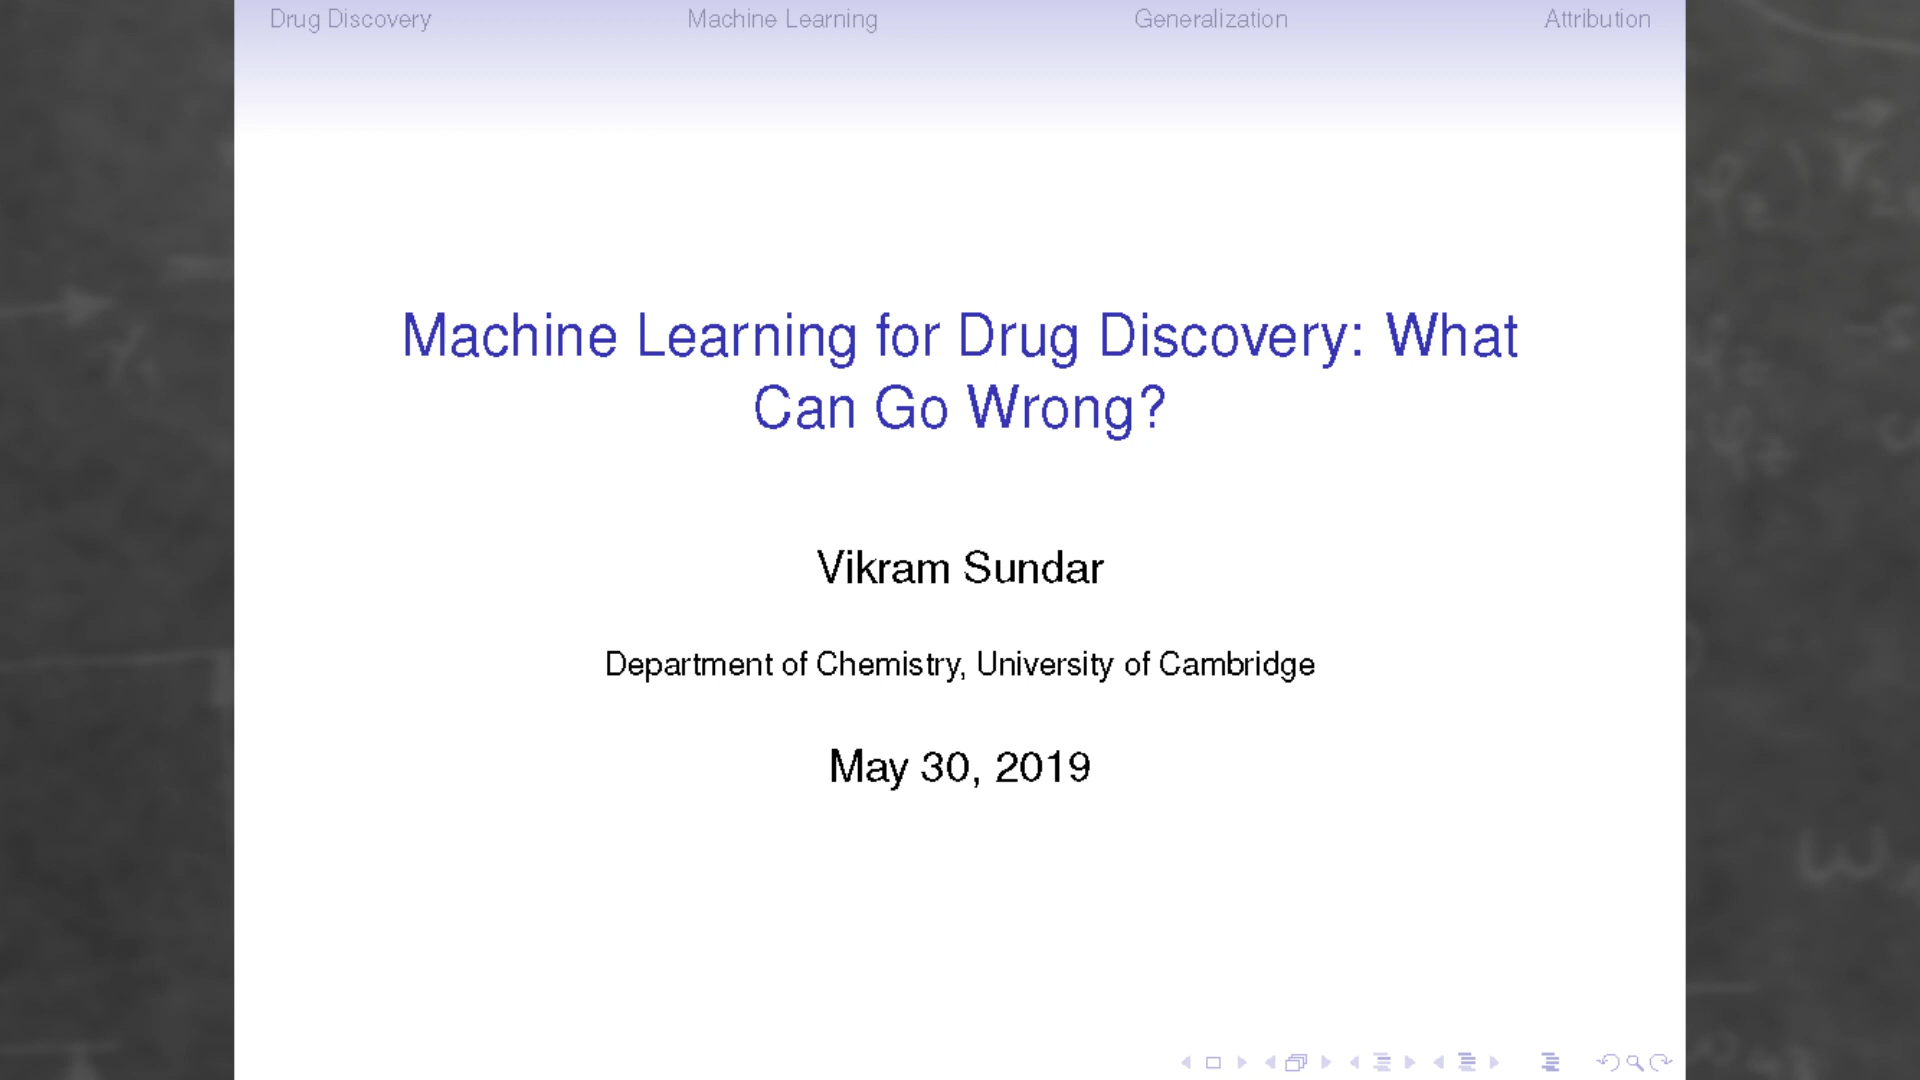 Drug Discovery Machine Learning Generalization Attribution
Machine Learning for Drug Discovery: What
Can Go Wrong?
Vikram Sundar
Department of Chemistry, University of Cambridge
May 30, 2019